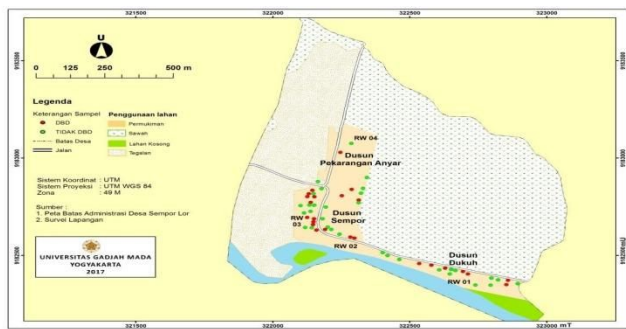 321500 322000 322500 323000
U
0 125 250 500 m
Legenda
Keterangan Sampel
DBD
TIDAK DBD
Batas Desa
Jalan
Penggunaan lahan
Permukiman
Sawah
Lahan Kosong
Tegalan
Sistem Koordinat : UTM
Sistem Proyeksi : UTM WGS 84
Zona : 49 M
Sumber :
1. Peta Batas Administrasi Desa Sempor Lor
2. Survei Lapangan
UNIVERSITAS GADJAH MADA
YOGYAKARTA
2017
RW 04
Dusun
Pekarangan Anyar
Dusun
Sempor
RW
03
RW 02
Dusun
Dukuh
RW 01
321500 322000 322500 323000 mT